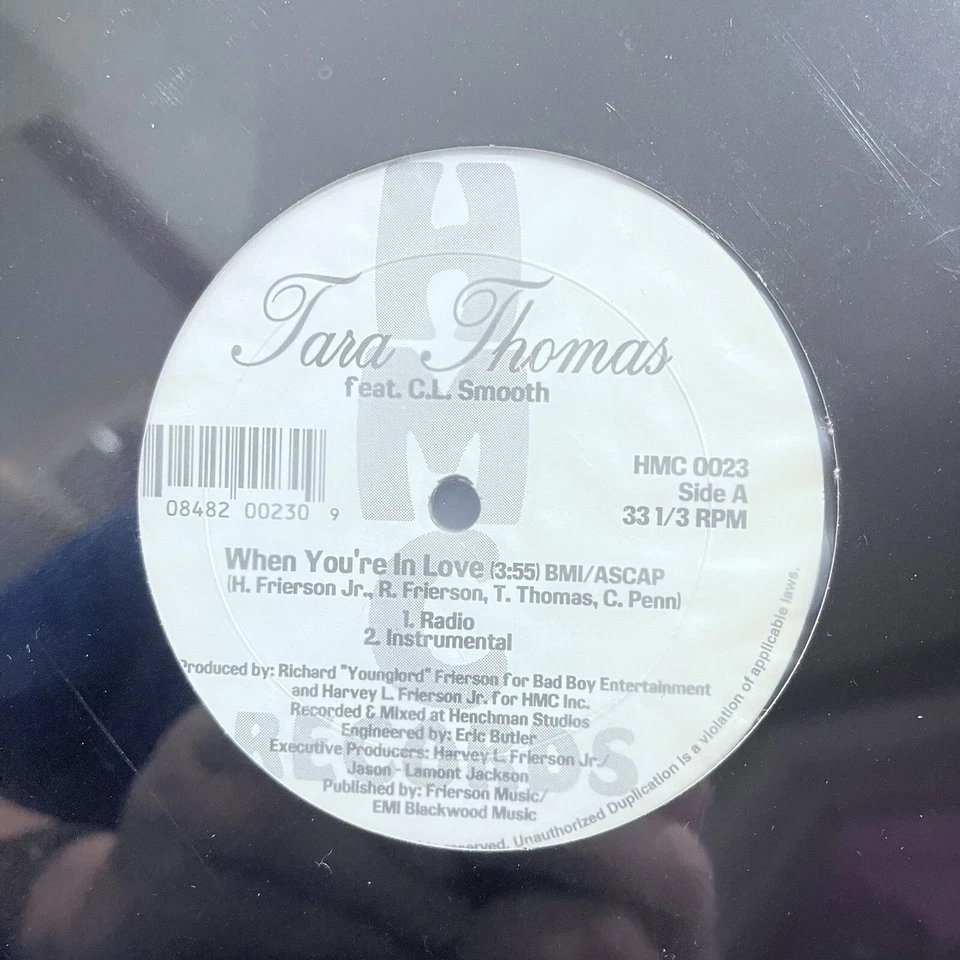 HMC
RECORDS
Tara Thomas
feat. C.L. Smooth
08482 00230 9
HMC 0023
Side A
33 1/3 RPM
When You're In Love (3:55) BMI/ASCAP
(H. Frierson Jr., R. Frierson, T. Thomas, C. Penn)
1. Radio
2. Instrumental
Produced by: Richard "Younglord" Frierson for Bad Boy Entertainment
and Harvey L. Frierson Jr. for HMC Inc.
Recorded & Mixed at Henchman Studios
Engineered by: Eric Butler
Executive Producers: Harvey L. Frierson Jr./
Jason Lamont Jackson
Published by: Frierson Music/
EMI Blackwood Music
erved. Unauthorized Duplication is a violation of applicable laws.